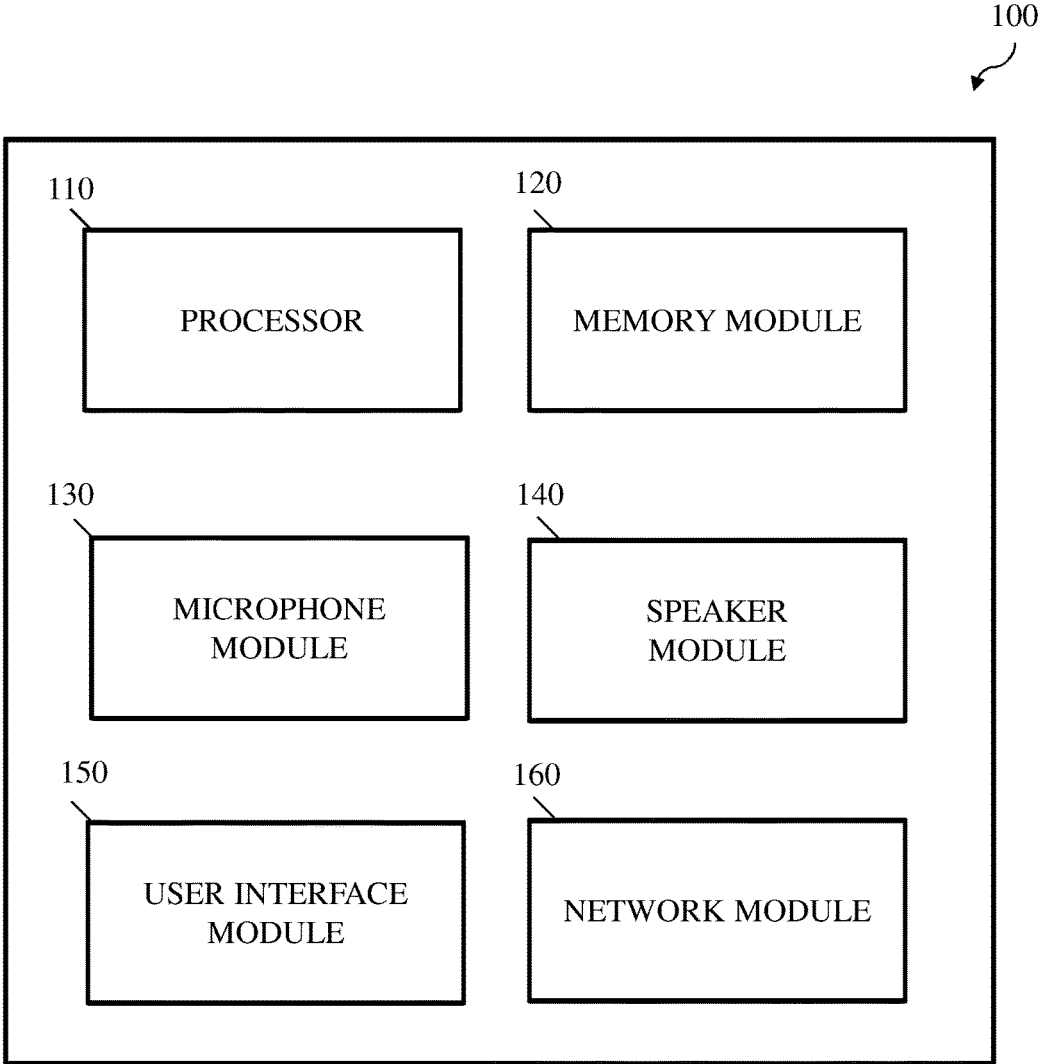 100
110
120
PROCESSOR
MEMORY MODULE
130
140
MICROPHONE
MODULE
SPEAKER
MODULE
150
160
USER INTERFACE
MODULE
NETWORK MODULE